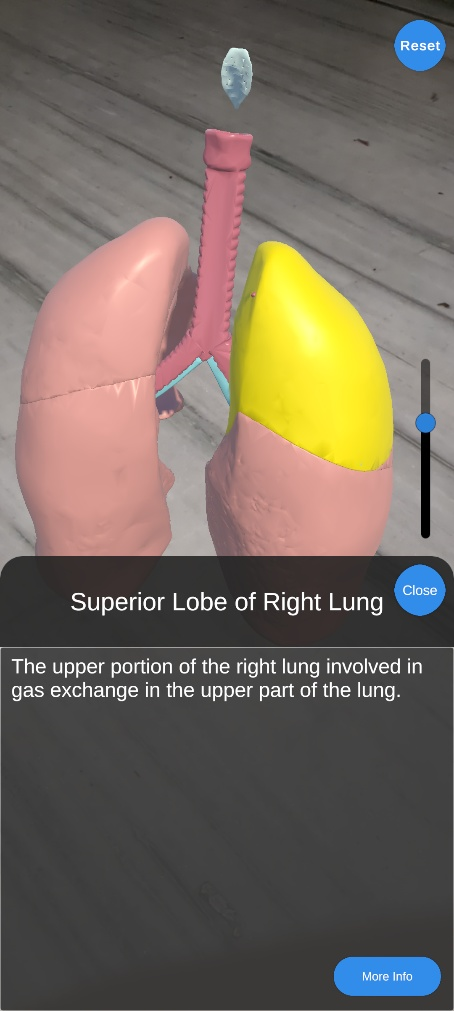 Reset
Superior Lobe of Right Lung
Close
The upper portion of the right lung involved in
gas exchange in the upper part of the lung.
More Info